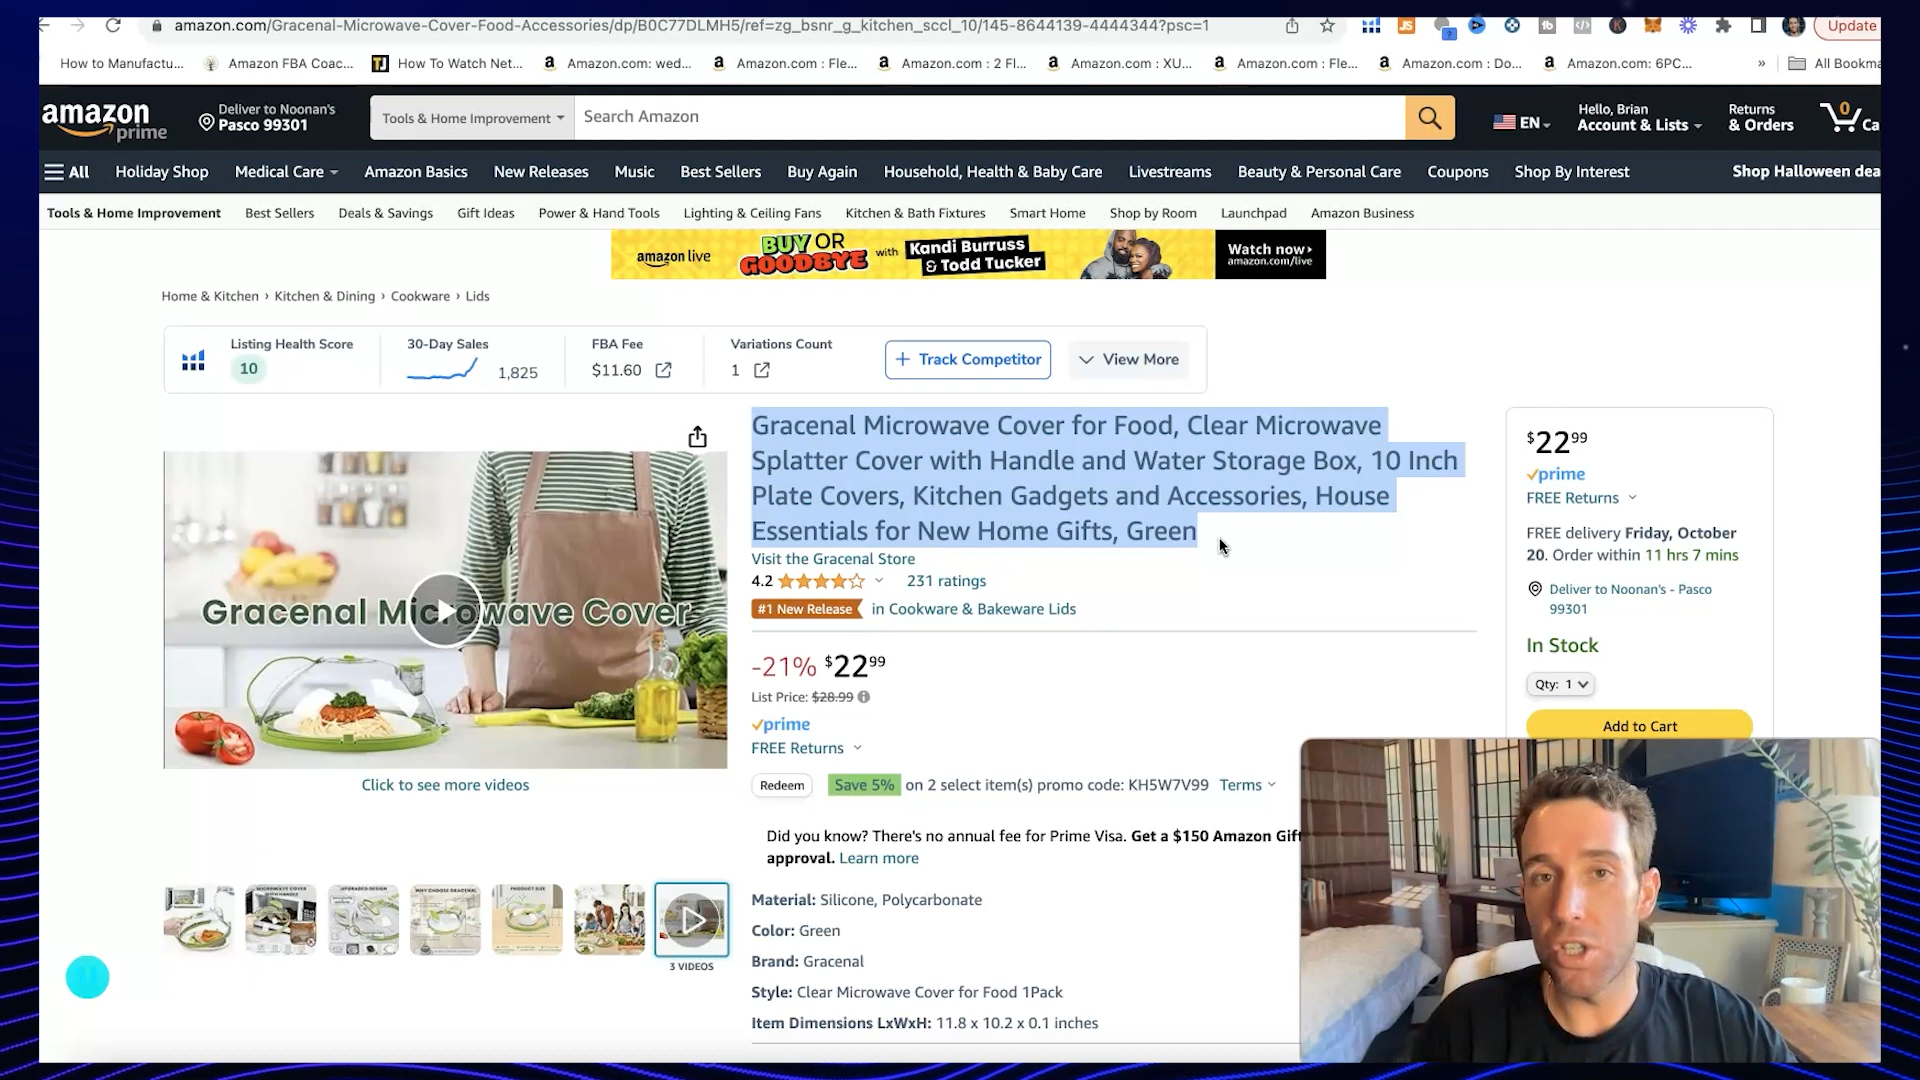 amazon.com/Gracenal-Microwave-Cover-Food-Accessories/dp/B0C77DLMH5/ref=zg_bsnr_g_kitchen_sccl_10/145-8644139-4444344?psc=1
Update
How to Manufactu...
Amazon FBA Coac...
TJ
How To Watch Net...
Amazon.com: wed...
Amazon.com : Fle...
Amazon.com : 2 Fl...
Amazon.com : XU...
Amazon.com : Fle...
Amazon.com : Do...
Amazon.com: 6PC...
»
All Bookma
amazon prime
Deliver to Noonan's
Pasco 99301
Tools & Home Improvement
Search Amazon
EN
Hello, Brian
Account & Lists
Returns
& Orders
0
Ca
All
Holiday Shop
Medical Care
Amazon Basics
New Releases
Music
Best Sellers
Buy Again
Household, Health & Baby Care
Livestreams
Beauty & Personal Care
Coupons
Shop By Interest
Shop Halloween dea
Tools & Home Improvement
Best Sellers
Deals & Savings
Gift Ideas
Power & Hand Tools
Lighting & Ceiling Fans
Kitchen & Bath Fixtures
Smart Home
Shop by Room
Launchpad
Amazon Business
amazon live
BUY OR
GOODBYE
with
Kandi Burruss
& Todd Tucker
Watch now›
amazon.com/live
Home & Kitchen › Kitchen & Dining › Cookware › Lids
Listing Health Score
10
30-Day Sales
1,825
FBA Fee
$11.60
Variations Count
1
+ Track Competitor
View More
Gracenal Microwave Cover for Food, Clear Microwave
Splatter Cover with Handle and Water Storage Box, 10 Inch
Plate Covers, Kitchen Gadgets and Accessories, House
Essentials for New Home Gifts, Green
Visit the Gracenal Store
4.2
231 ratings
#1 New Release
in Cookware & Bakeware Lids
-21% $22 99
List Price: $28.99
prime
FREE Returns
Redeem
Save 5% on 2 select item(s) promo code: KH5W7V99 Terms
Did you know? There's no annual fee for Prime Visa. Get a $150 Amazon Gift
approval. Learn more
Material: Silicone, Polycarbonate
Color: Green
Brand: Gracenal
Style: Clear Microwave Cover for Food 1Pack
Item Dimensions LxWxH: 11.8 x 10.2 x 0.1 inches
Gracenal Microwave Cover
Click to see more videos
MICROWAVE COVER
WITH HANDLE
UPGRADED DESIGN
WHY CHOOSE GRACENAL
PRODUCT SIZE
3 VIDEOS
$22 99
prime
FREE Returns
FREE delivery Friday, October
20. Order within 11 hrs 7 mins
Deliver to Noonan's - Pasco
99301
In Stock
Qty: 1
Add to Cart